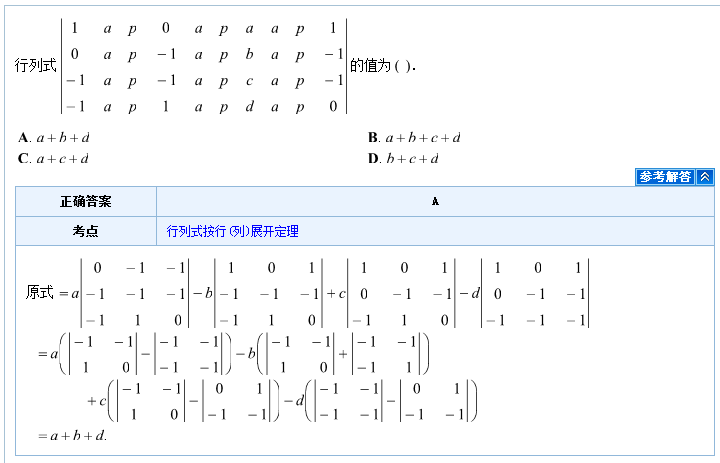 1 a p 0 a p a a p 1
0 a p −1 a p b a p −1
行列式 的值为 ( ).
−1 a p −1 a p c a p −1
−1 a p 1 a p d a p 0
A. a + b + d B. a + b + c + d
C. a + c + d D. b + c + d
参考解答
正确答案 A
考点 行列式按行(列)展开定理
原式 = a | 0 −1 −1; −1 −1 −1; −1 1 0 | − b | 1 0 1; −1 −1 −1; −1 1 0 | + c | 1 0 1; 0 −1 −1; −1 1 0 | − d | 1 0 1; 0 −1 −1; −1 −1 −1 |
= a ( | −1 −1; 1 0 | − | −1 −1; −1 −1 | ) − b ( | −1 −1; 1 0 | + | −1 −1; −1 1 | )
+ c ( | −1 −1; 1 0 | − | 0 1; −1 −1 | ) − d ( | −1 −1; −1 −1 | − | 0 1; −1 −1 | )
= a + b + d.